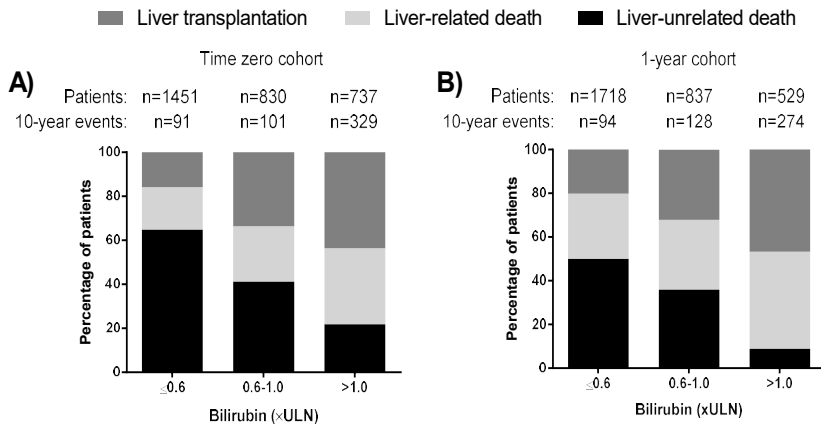 Liver transplantation Liver-related death Liver-unrelated death
A)
Time zero cohort
Patients: n=1451 n=830 n=737
10-year events: n=91 n=101 n=329
Percentage of patients
100
80
60
40
20
0
≤0.6 0.6-1.0 >1.0
Bilirubin (×ULN)
B)
1-year cohort
Patients: n=1718 n=837 n=529
10-year events: n=94 n=128 n=274
Percentage of patients
100
80
60
40
20
0
≤0.6 0.6-1.0 >1.0
Bilirubin (xULN)